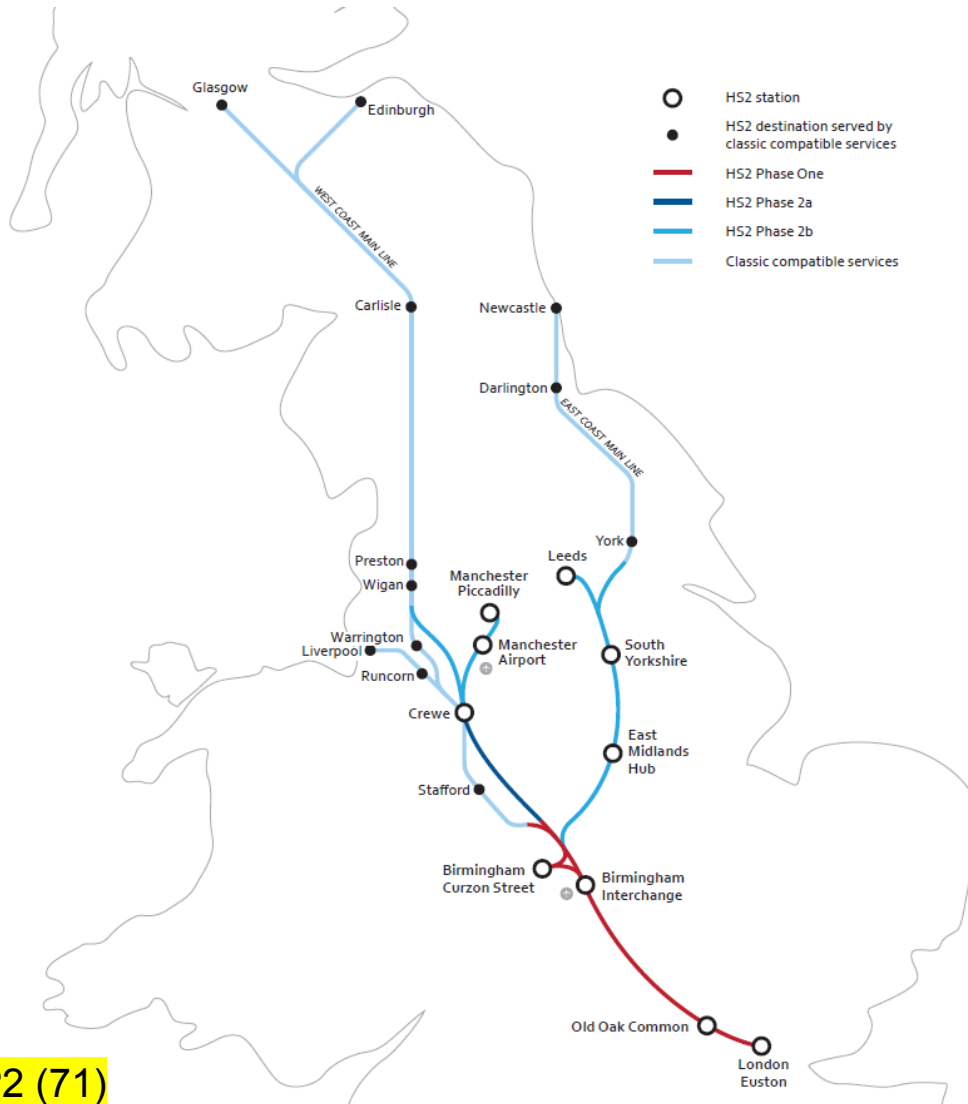 Glasgow
Edinburgh
WEST COAST MAIN LINE
Carlisle
Newcastle
Darlington
EAST COAST MAIN LINE
York
Leeds
Preston
Wigan
Manchester
Piccadilly
Warrington
Liverpool
Manchester
Airport
South
Yorkshire
Runcorn
Crewe
East
Midlands
Hub
Stafford
Birmingham
Curzon Street
Birmingham
Interchange
Old Oak Common
London
Euston
HS2 station
HS2 destination served by
classic compatible services
HS2 Phase One
HS2 Phase 2a
HS2 Phase 2b
Classic compatible services
2 (71)